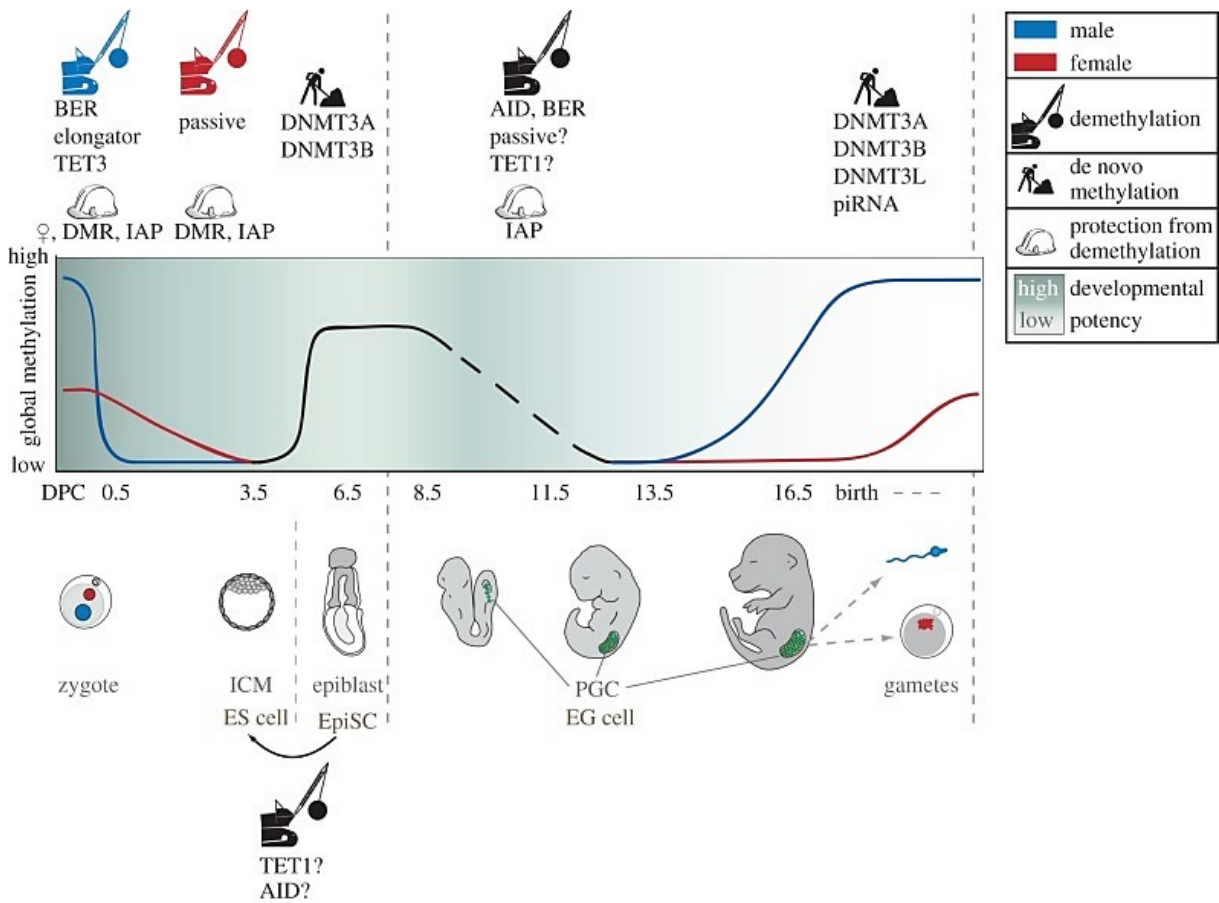 BER
elongator
TET3
passive
DNMT3A
DNMT3B
AID, BER
passive?
TET1?
DNMT3A
DNMT3B
DNMT3L
piRNA
♀, DMR, IAP
DMR, IAP
IAP
male
female
demethylation
de novo
methylation
protection from
demethylation
high developmental
low potency
high
global methylation
low
DPC 0.5 3.5 6.5 8.5 11.5 13.5 16.5 birth
zygote
ICM
ES cell
epiblast
EpiSC
PGC
EG cell
gametes
TET1?
AID?